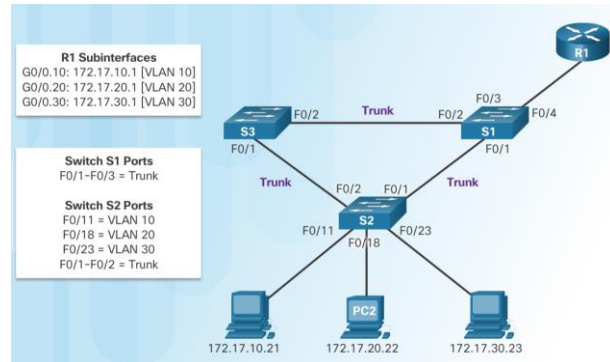 R1 Subinterfaces
G0/0.10: 172.17.10.1 [VLAN 10]
G0/0.20: 172.17.20.1 [VLAN 20]
G0/0.30: 172.17.30.1 [VLAN 30]
R1
F0/3
F0/2
Trunk
F0/2
F0/4
S3
S1
F0/1
F0/1
Switch S1 Ports
F0/1-F0/3 = Trunk
Trunk
Trunk
F0/2
F0/1
Switch S2 Ports
F0/11 = VLAN 10
F0/18 = VLAN 20
F0/23 = VLAN 30
F0/1-F0/2 = Trunk
S2
F0/11
F0/23
F0/18
PC2
172.17.10.21
172.17.20.22
172.17.30.23